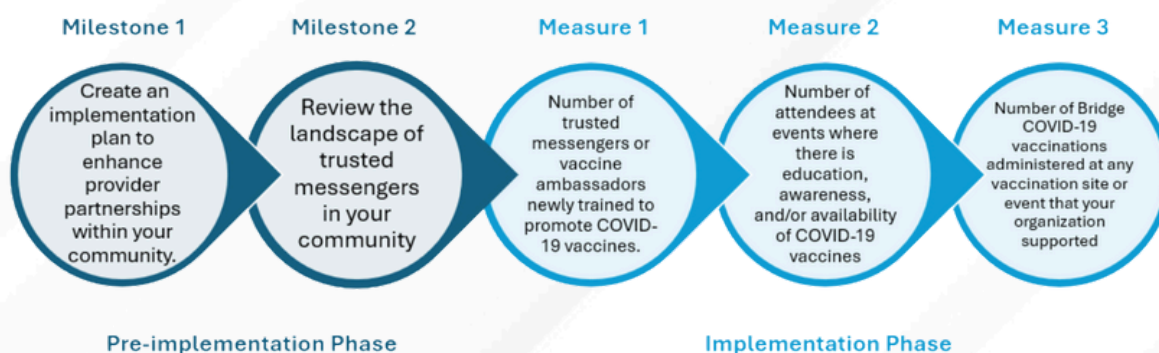 Milestone 1
Milestone 2
Measure 1
Measure 2
Measure 3
Create an
implementation
plan to
enhance
provider
partnerships
within your
community.
Review the
landscape of
trusted
messengers
in your
community
Number of
trusted
messengers or
vaccine
ambassadors
newly trained to
promote COVID-
19 vaccines.
Number of
attendees at
events where
there is
education,
awareness,
and/or availability
of COVID-19
vaccines
Number of Bridge
COVID-19
vaccinations
administered at any
vaccination site or
event that your
organization
supported
Pre-implementation Phase
Implementation Phase